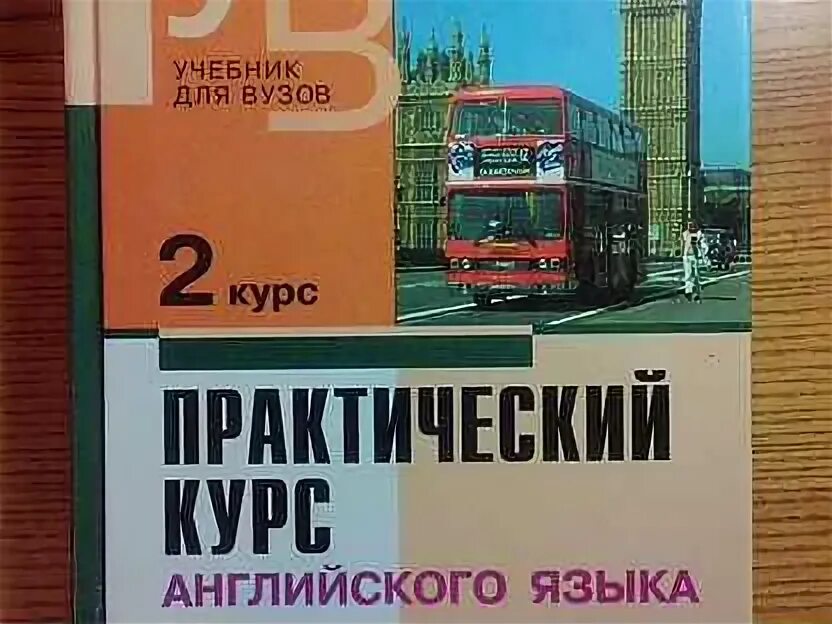 УЧЕБНИК
ДЛЯ ВУЗОВ
2 курс
ПРАКТИЧЕСКИЙ
КУРС
АНГЛИЙСКОГО ЯЗЫКА